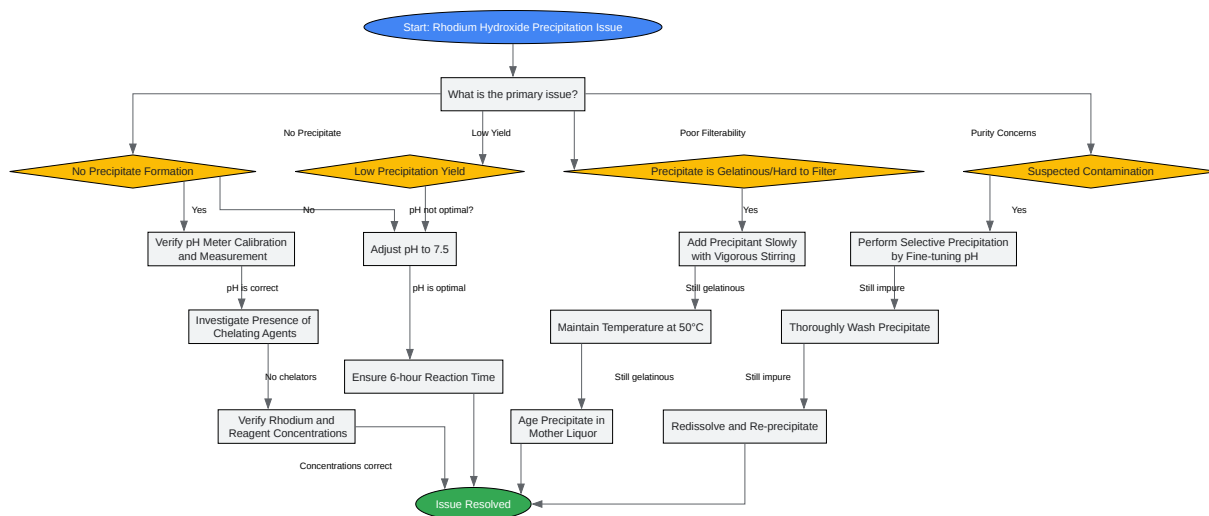 Start: Rhodium Hydroxide Precipitation Issue
What is the primary issue?
No Precipitate
Low Yield
Poor Filterability
Purity Concerns
No Precipitate Formation
Low Precipitation Yield
Precipitate is Gelatinous/Hard to Filter
Suspected Contamination
Yes
No
pH not optimal?
Yes
Yes
Verify pH Meter Calibration
and Measurement
Adjust pH to 7.5
Add Precipitant Slowly
with Vigorous Stirring
Perform Selective Precipitation
by Fine-tuning pH
pH is correct
pH is optimal
Still gelatinous
Still impure
Investigate Presence of
Chelating Agents
Maintain Temperature at 50°C
Thoroughly Wash Precipitate
No chelators
Ensure 6-hour Reaction Time
Still gelatinous
Still impure
Verify Rhodium and
Reagent Concentrations
Age Precipitate in
Mother Liquor
Redissolve and Re-precipitate
Concentrations correct
Issue Resolved